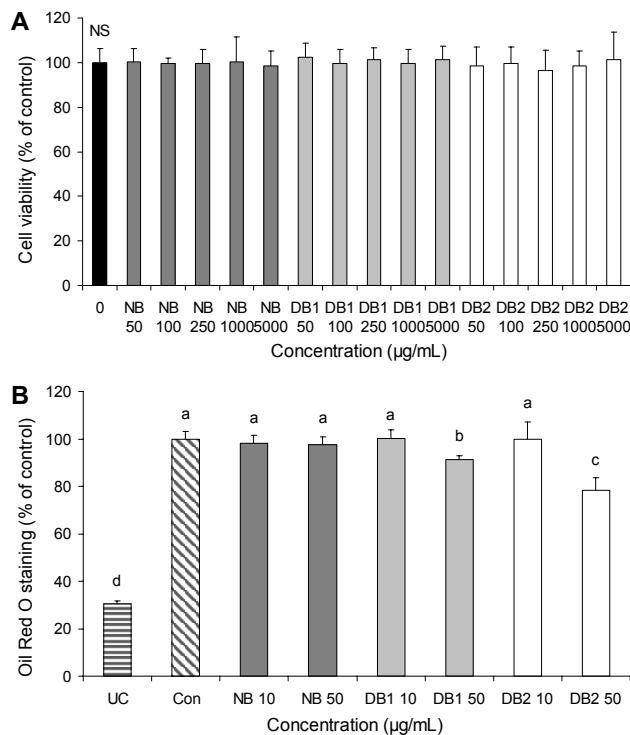 A
Cell viability (% of control)
120
100
80
60
40
20
0
NS
0 NB NB NB NB NB DB1 DB1 DB1 DB1 DB1 DB2 DB2 DB2 DB2 DB2
50 100 250 1000 5000 50 100 250 1000 5000 50 100 250 1000 5000
Concentration (µg/mL)
B
Oil Red O staining (% of control)
120
100
80
60
40
20
0
d a a a a b a c
UC Con NB 10 NB 50 DB1 10 DB1 50 DB2 10 DB2 50
Concentration (µg/mL)